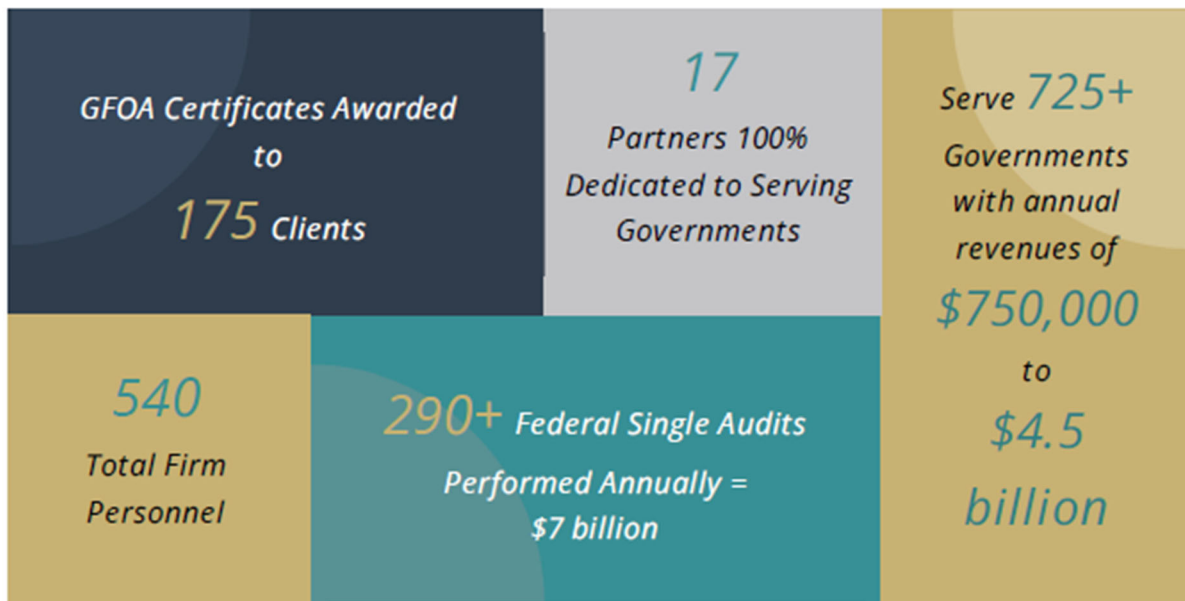 GFOA Certificates Awarded
to
175 Clients
17
Partners 100%
Dedicated to Serving
Governments
Serve 725+
Governments
with annual
revenues of
$750,000
to
$4.5
billion
540
Total Firm
Personnel
290+ Federal Single Audits
Performed Annually =
$7 billion